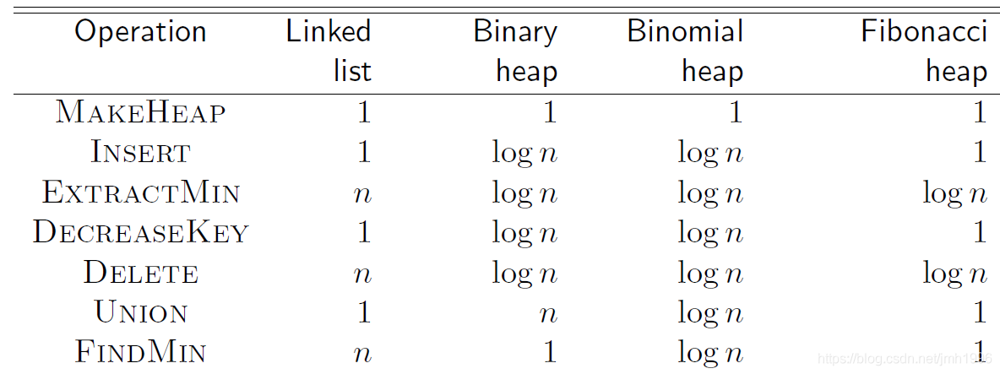 Operation Linked Binary Binomial Fibonacci
list heap heap heap
MAKEHEAP 1 1 1 1
INSERT 1 log n log n 1
EXTRACTMIN n log n log n log n
DECREASEKEY 1 log n log n 1
DELETE n log n log n log n
UNION 1 n log n 1
FINDMIN n 1 log n 1
https://blog.csdn.net/jmh1996